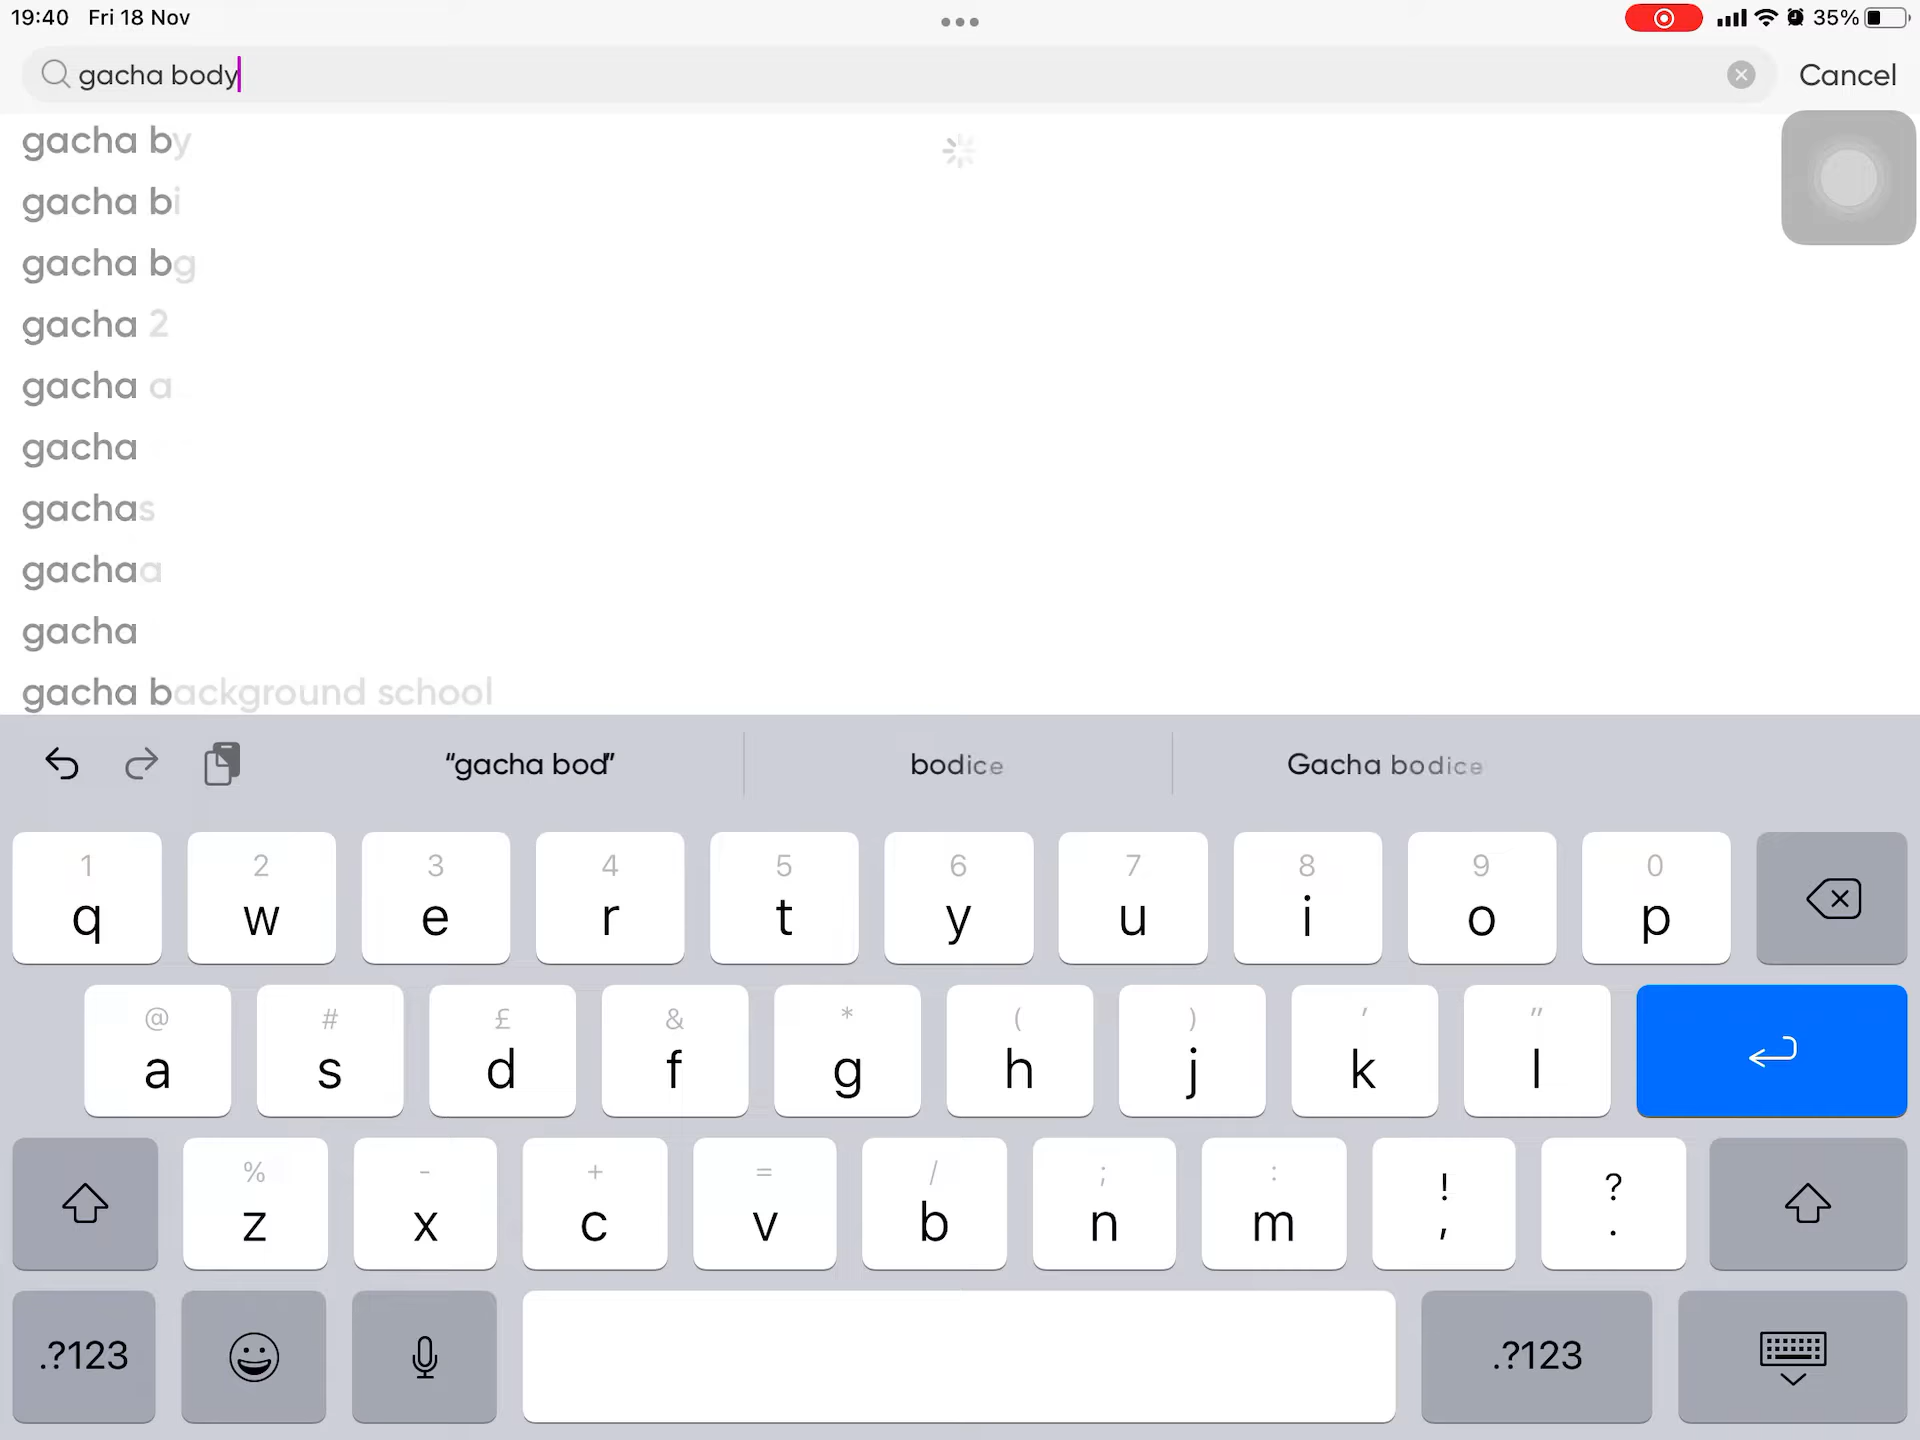 19:40 Fri 18 Nov 35%
gacha body Cancel
gacha by
gacha bi
gacha bg
gacha 2
gacha a
gacha
gachas
gachaa
gacha
gacha background school
“gacha bod” bodice Gacha bodice
1 2 3 4 5 6 7 8 9 0
q w e r t y u i o p
@ # £ & * ( ) ' "
a s d f g h j k l
% - + = / ; : ! ?
z x c v b n m , .
.?123 .?123